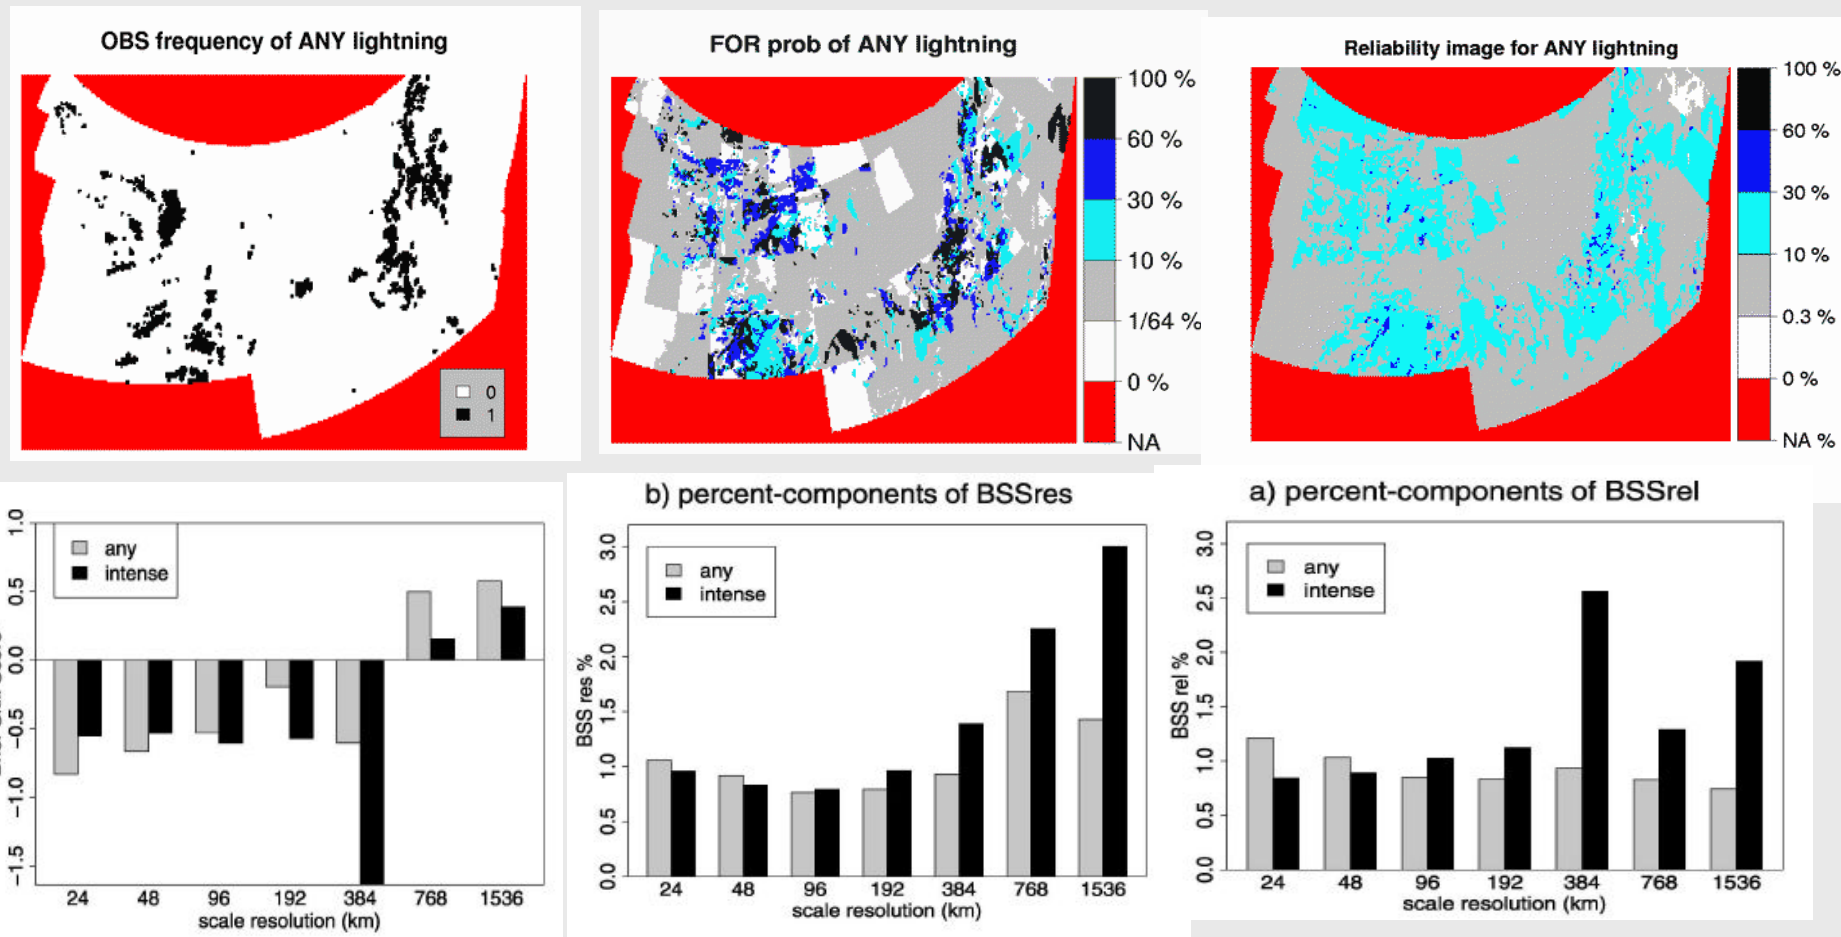 OBS frequency of ANY lightning
0
1
FOR prob of ANY lightning
100 %
60 %
30 %
10 %
1/64 %
0 %
NA
Reliability image for ANY lightning
100 %
60 %
30 %
10 %
0.3 %
0 %
NA %
1.0
0.5
0.0
−0.5
−1.0
−1.5
any
intense
24 48 96 192 384 768 1536
scale resolution (km)
b) percent-components of BSSres
BSS res %
3.0
2.5
2.0
1.5
1.0
0.5
0.0
any
intense
24 48 96 192 384 768 1536
scale resolution (km)
a) percent-components of BSSrel
BSS rel %
3.0
2.5
2.0
1.5
1.0
0.5
0.0
any
intense
24 48 96 192 384 768 1536
scale resolution (km)